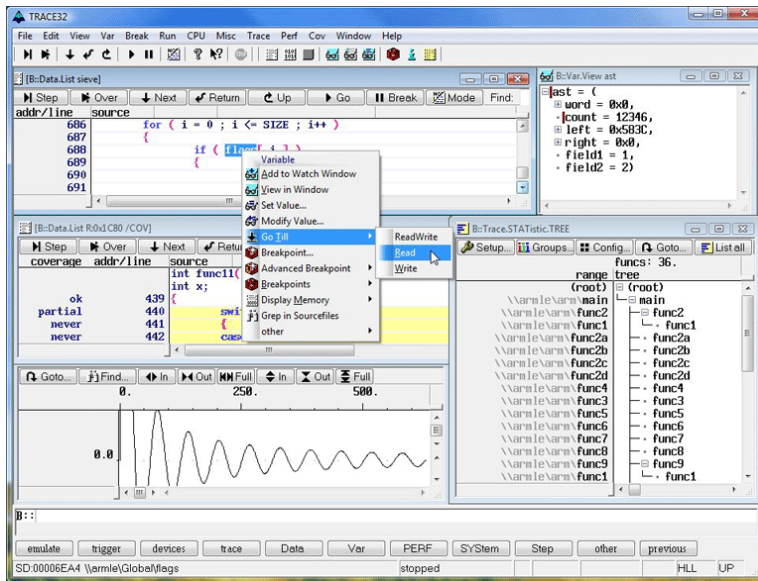 TRACE32
File Edit View Var Break Run CPU Misc Trace Perf Cov Window Help
[B::Data.List sieve]
Step Over Next Return Up Go Break Mode Find:
addr/line source
686 for ( i = 0 ; i <= SIZE ; i++ )
687 {
688 if ( flags[ i ] )
689 {
690
691
Variable
Add to Watch Window
View in Window
Set Value...
Modify Value...
Go Till
Breakpoint...
Advanced Breakpoint
Breakpoints
Display Memory
Grep in Sourcefiles
other
ReadWrite
Read
Write
B::Var.View ast
ast = (
word = 0x0,
count = 12346,
left = 0x583C,
right = 0x0,
field1 = 1,
field2 = 2)
[B::Data.List R:0x1C80 /COV]
Step Over Next Retu
coverage addr/line source
int func11(
int x;
ok 439 {
partial 440 swi
never 441 {
never 442 cas
B::Trace.STATistic.TREE
Setup... Groups... Config... Goto... List all
funcs: 36.
range tree
(root) (root)
\\armle\arm\main main
\\armle\arm\func2 func2
\\armle\arm\func1 func1
\\armle\arm\func2a func2a
\\armle\arm\func2b func2b
\\armle\arm\func2c func2c
\\armle\arm\func2d func2d
\\armle\arm\func4 func4
\\armle\arm\func3 func3
\\armle\arm\func5 func5
\\armle\arm\func6 func6
\\armle\arm\func7 func7
\\armle\arm\func8 func8
\\armle\arm\func9 func9
\\armle\arm\func1 func1
Goto... Find... In Out Full In Out Full
0. 250. 500.
0.0
B::
emulate trigger devices trace Data Var PERF SYStem Step other previous
SD:00006EA4 \\armle\Global\flags stopped HLL UP